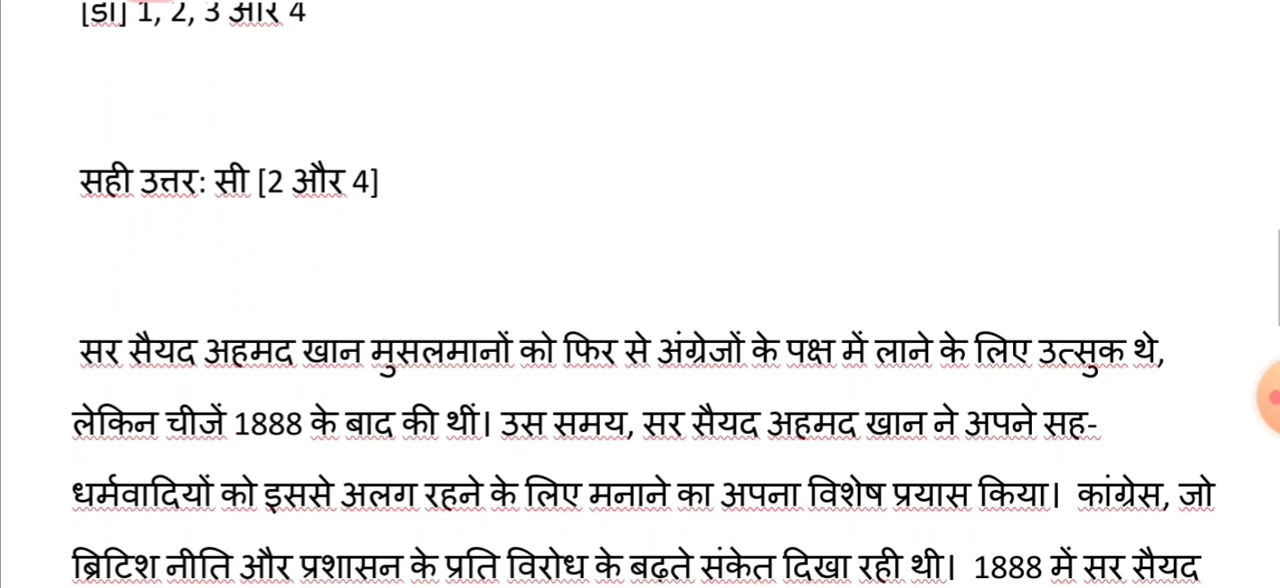 [डी] 1, 2, 3 और 4
सही उत्तर: सी [2 और 4]
सर सैयद अहमद खान मुसलमानों को फिर से अंग्रेजों के पक्ष में लाने के लिए उत्सुक थे,
लेकिन चीजें 1888 के बाद की थीं। उस समय, सर सैयद अहमद खान ने अपने सह-
धर्मवादियों को इससे अलग रहने के लिए मनाने का अपना विशेष प्रयास किया। कांग्रेस, जो
ब्रिटिश नीति और प्रशासन के प्रति विरोध के बढ़ते संकेत दिखा रही थी। 1888 में सर सैयद